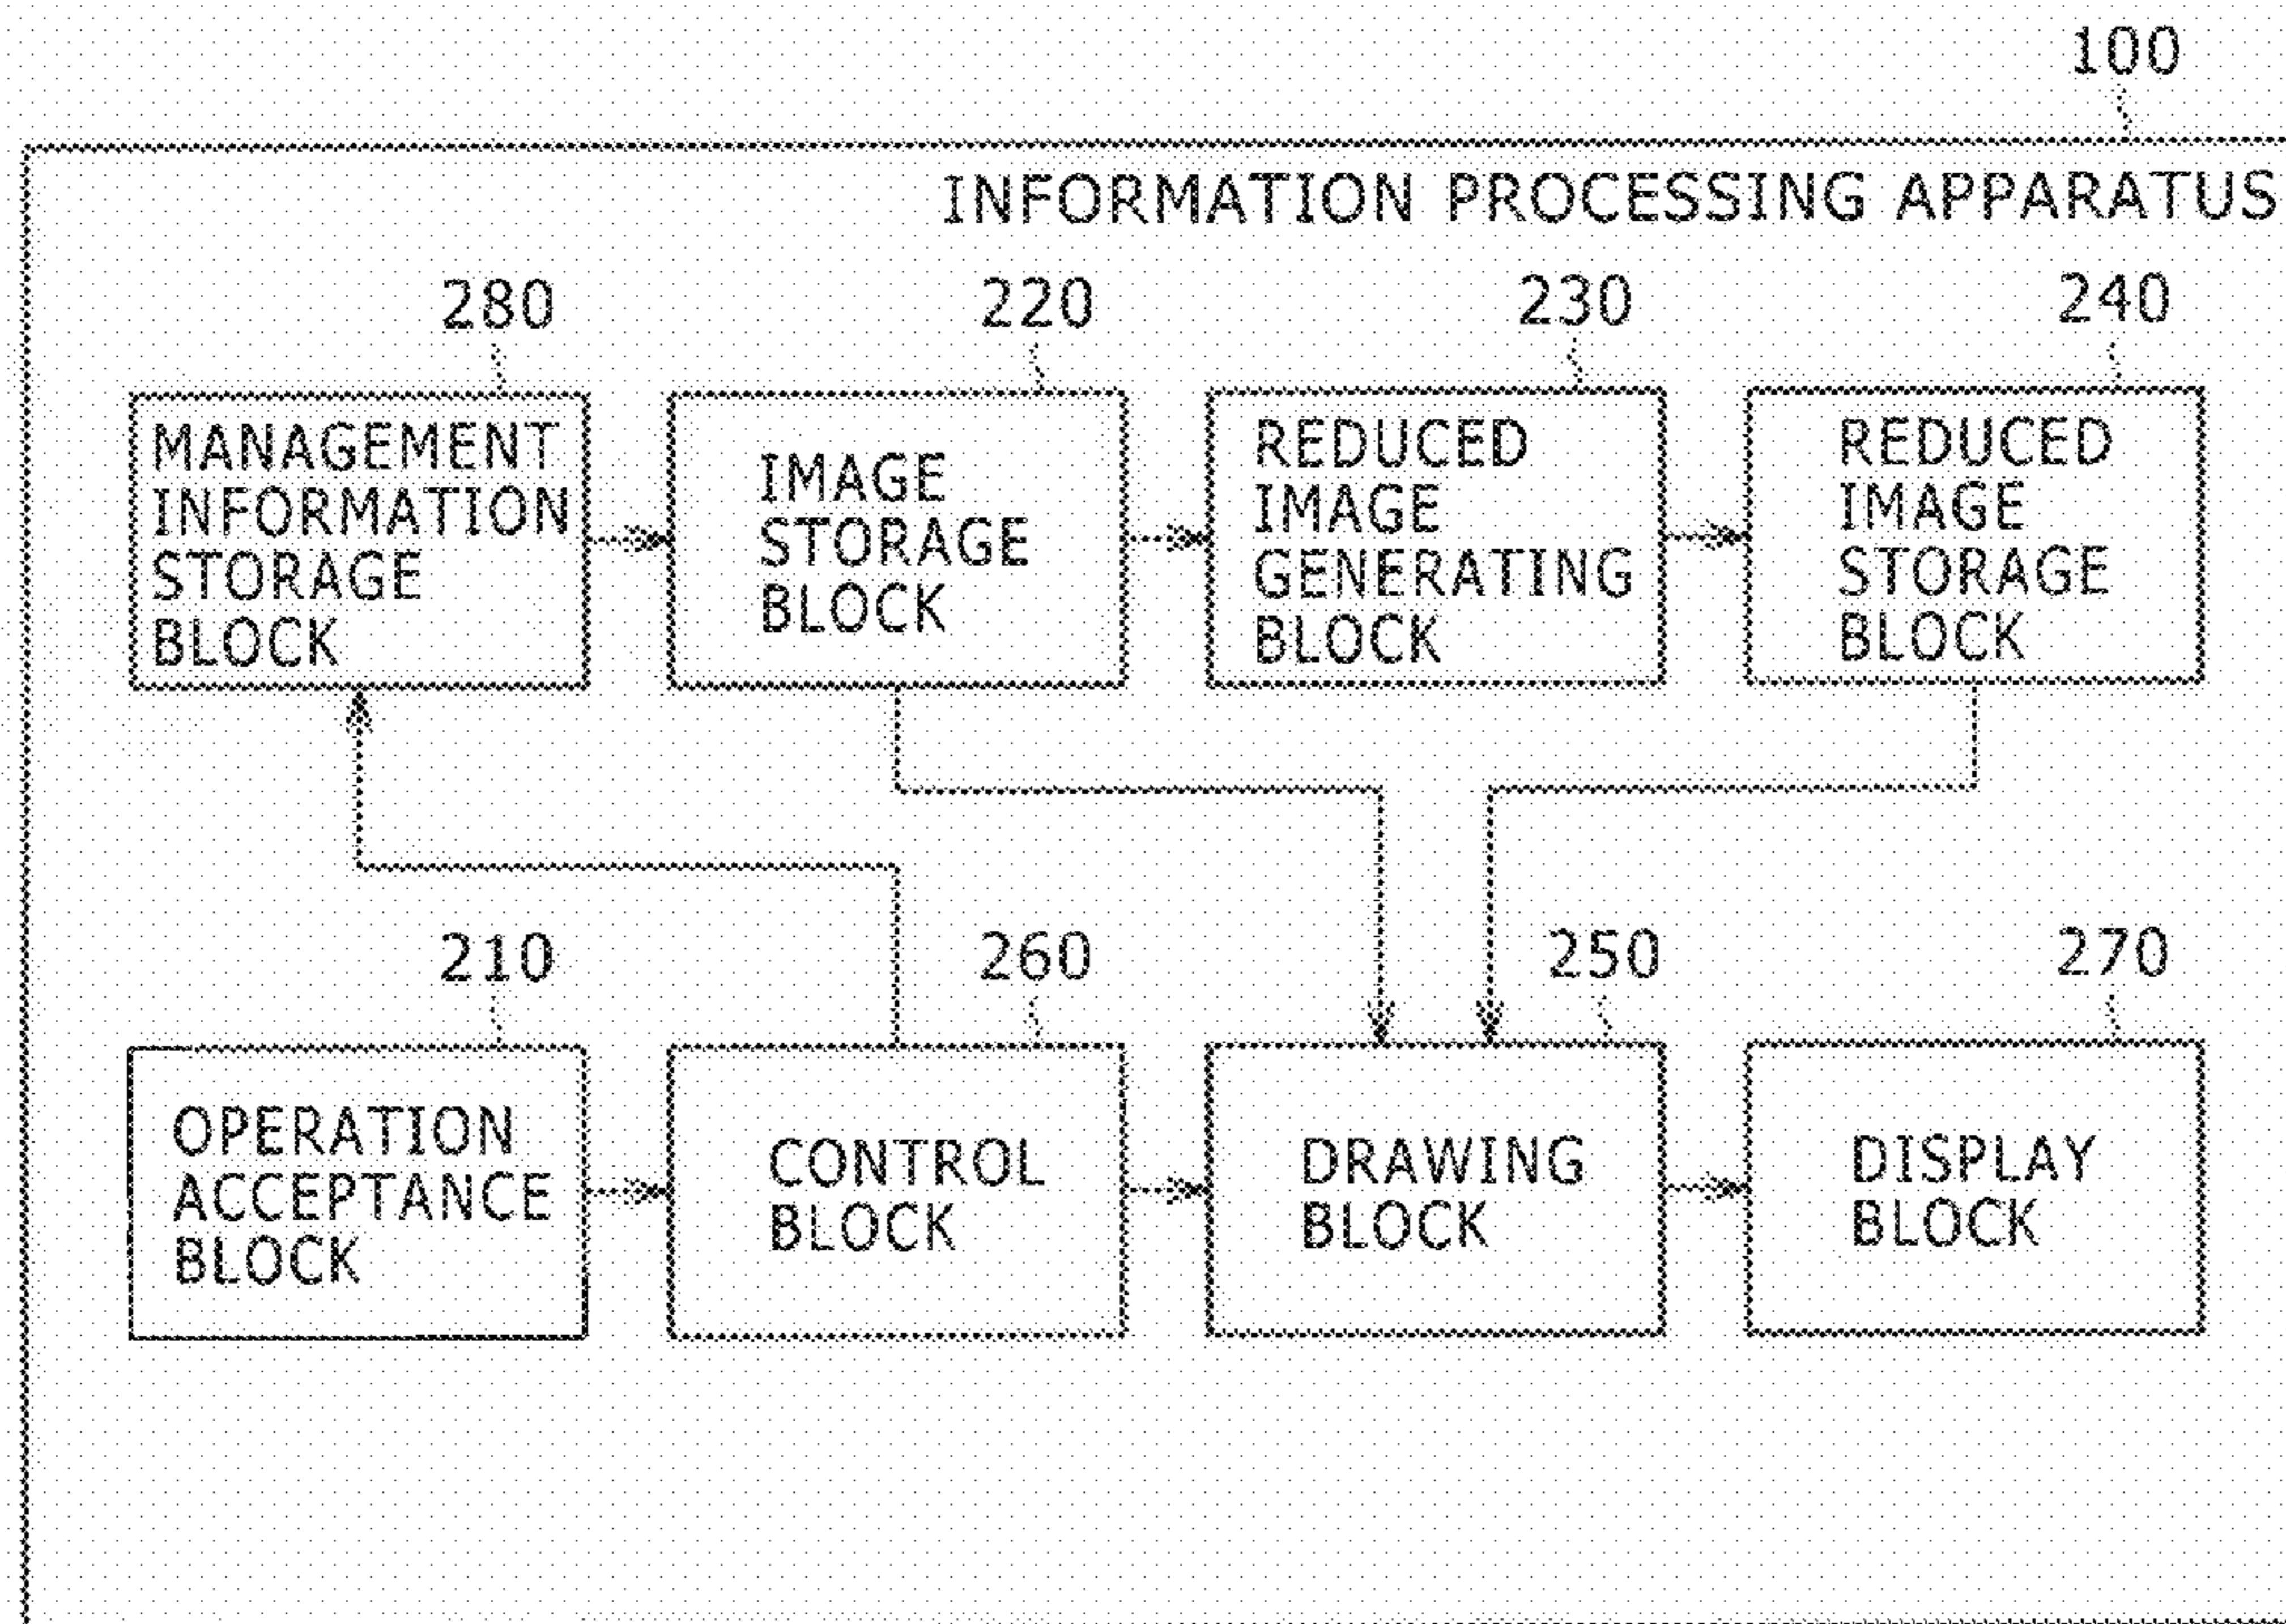 100
INFORMATION PROCESSING APPARATUS
280
220
230
240
MANAGEMENT
INFORMATION
STORAGE
BLOCK
IMAGE
STORAGE
BLOCK
REDUCED
IMAGE
GENERATING
BLOCK
REDUCED
IMAGE
STORAGE
BLOCK
210
260
250
270
OPERATION
ACCEPTANCE
BLOCK
CONTROL
BLOCK
DRAWING
BLOCK
DISPLAY
BLOCK